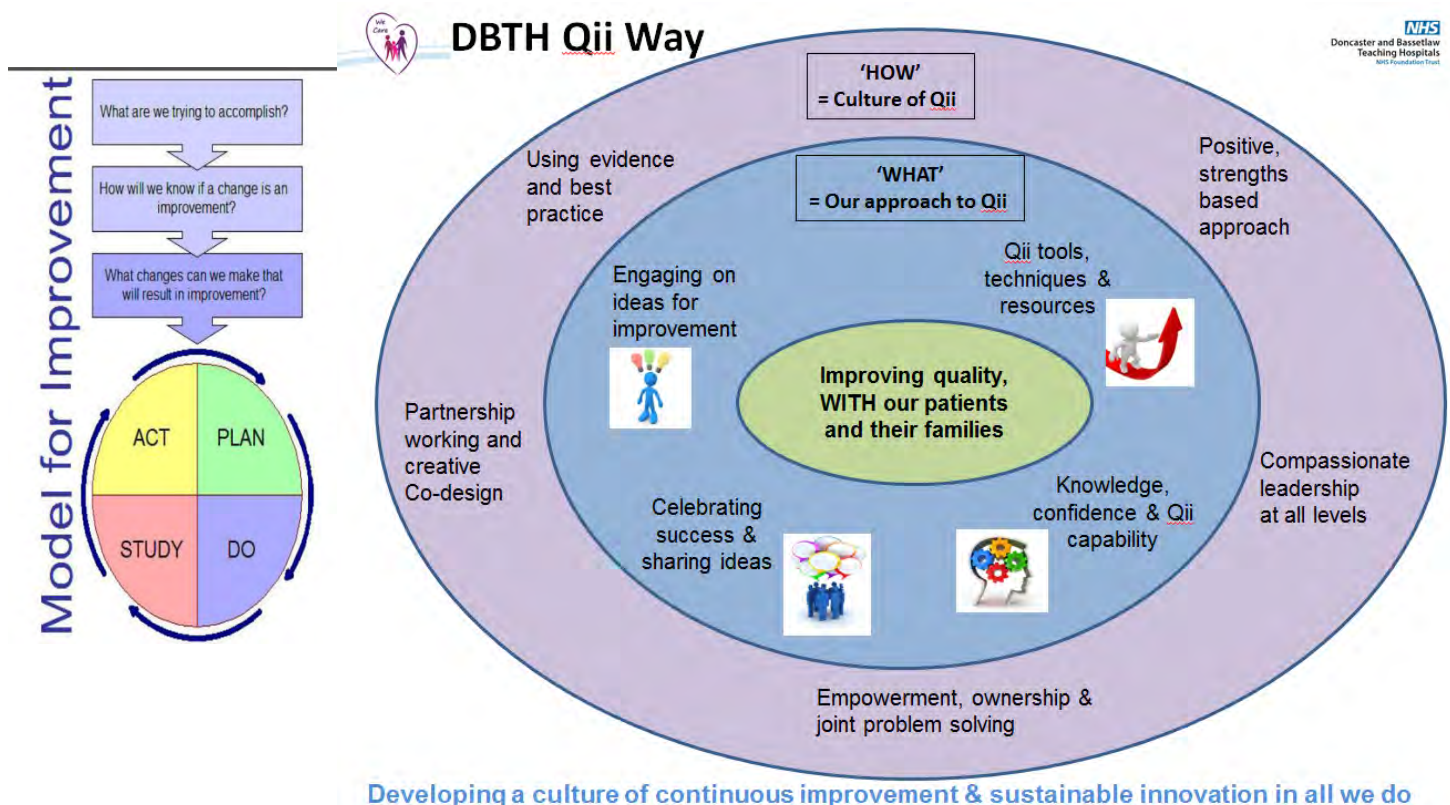 Model for Improvement
What are we trying to accomplish?
How will we know if a change is an
improvement?
What changes can we make that
will result in improvement?
ACT
PLAN
STUDY
DO
We
Care
DBTH Qii Way
NHS
Doncaster and Bassetlaw
Teaching Hospitals
NHS Foundation Trust
‘HOW’
= Culture of Qii
Using evidence
and best
practice
Positive,
strengths
based
approach
‘WHAT’
= Our approach to Qii
Engaging on
ideas for
improvement
Qii tools,
techniques &
resources
Improving quality,
WITH our patients
and their families
Partnership
working and
creative
Co-design
Compassionate
leadership
at all levels
Celebrating
success &
sharing ideas
Knowledge,
confidence & Qii
capability
Empowerment, ownership &
joint problem solving
Developing a culture of continuous improvement & sustainable innovation in all we do